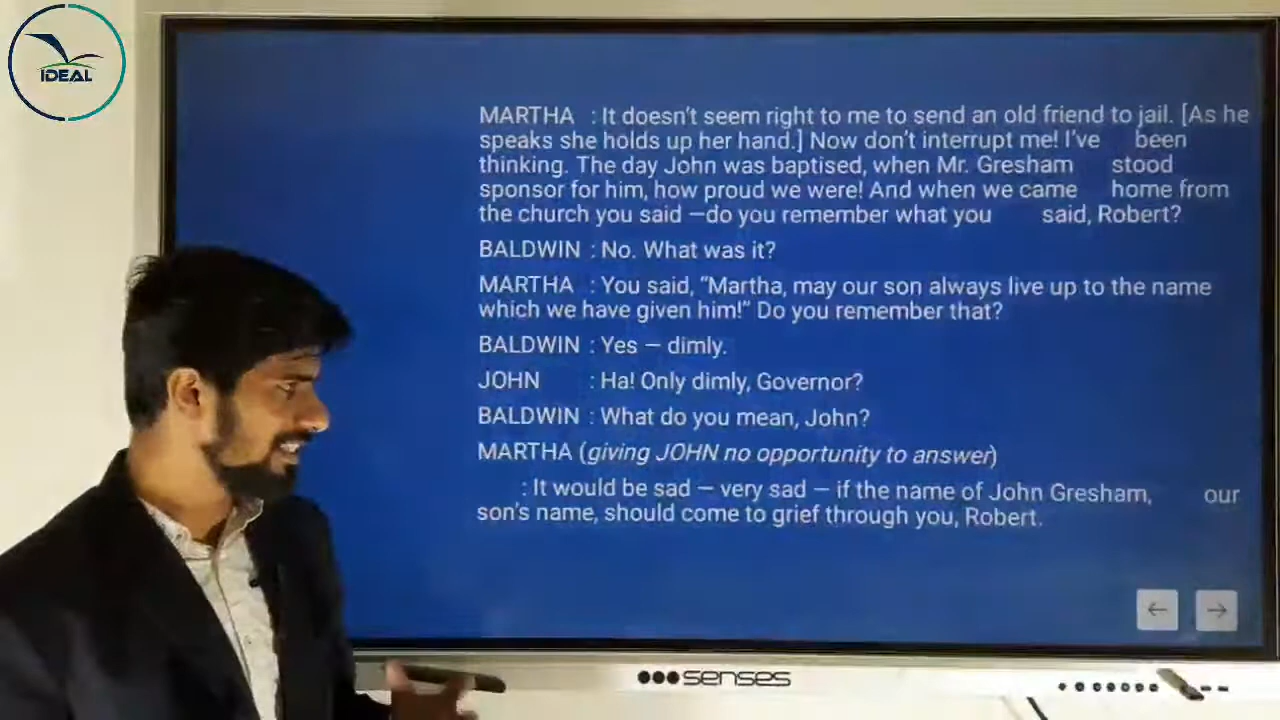 IDEAL
MARTHA : It doesn't seem right to me to send an old friend to jail. [As he
speaks she holds up her hand.] Now don't interrupt me! I've been
thinking. The day John was baptised, when Mr. Gresham stood
sponsor for him, how proud we were! And when we came home from
the church you said —do you remember what you said, Robert?
BALDWIN : No. What was it?
MARTHA : You said, “Martha, may our son always live up to the name
which we have given him!” Do you remember that?
BALDWIN : Yes — dimly.
JOHN : Ha! Only dimly, Governor?
BALDWIN : What do you mean, John?
MARTHA (giving JOHN no opportunity to answer)
: It would be sad — very sad — if the name of John Gresham, our
son's name, should come to grief through you, Robert.
senses